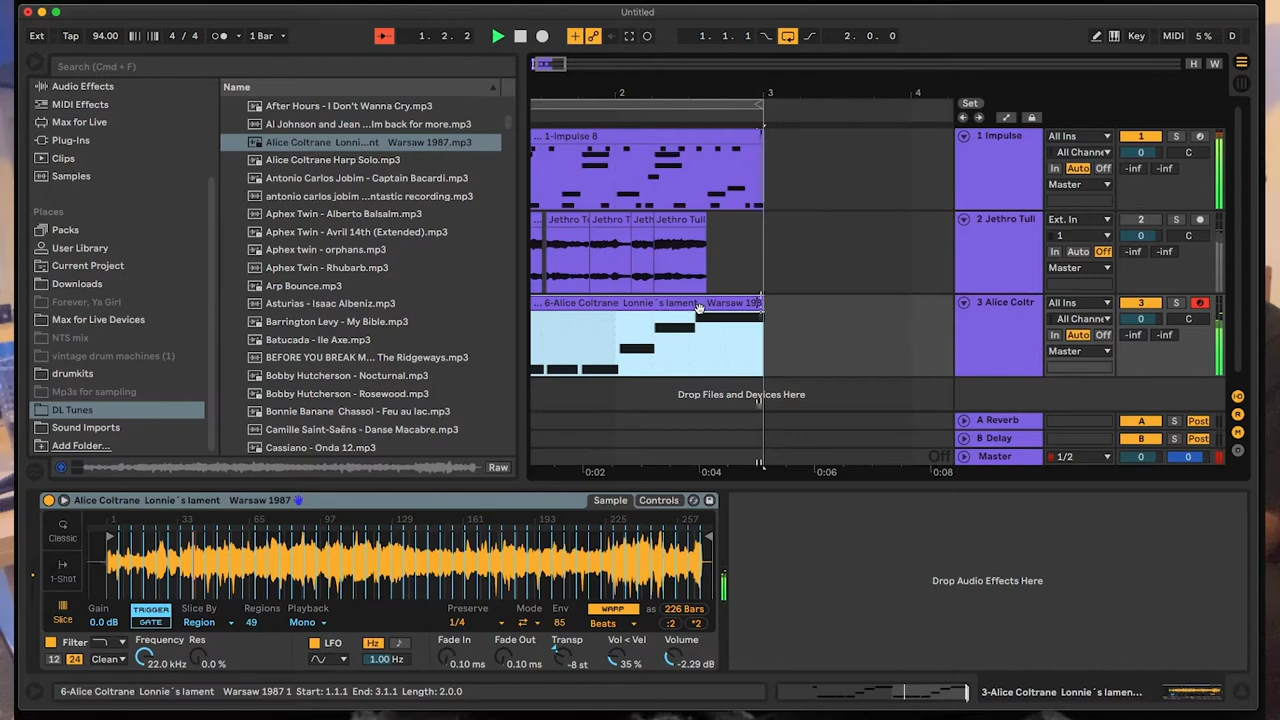 Untitled
Ext Tap 94.00 4 / 4 1 Bar 1. 2. 2 1. 1. 1 2. 0. 0 Key MIDI 5 % D
Search (Cmd + F)
H W
Audio Effects
MIDI Effects
Max for Live
Plug-Ins
Clips
Samples
Places
Packs
User Library
Current Project
Downloads
Forever, Ya Girl
Max for Live Devices
NTS mix
vintage drum machines (1)
drumkits
Mp3s for sampling
DL Tunes
Sound Imports
Add Folder...
Name
After Hours - I Don't Wanna Cry.mp3
Al Johnson and Jean ...Im back for more.mp3
Alice Coltrane Lonni...nt Warsaw 1987.mp3
Alice Coltrane Harp Solo.mp3
Antonio Carlos Jobim - Captain Bacardi.mp3
antonio carlos jobim ...ntastic recording.mp3
Aphex Twin - Alberto Balsalm.mp3
Aphex Twin - Avril 14th (Extended).mp3
Aphex twin - orphans.mp3
Aphex Twin - Rhubarb.mp3
Arp Bounce.mp3
Asturias - Isaac Albeniz.mp3
Barrington Levy - My Bible.mp3
Batucada - Ile Axe.mp3
BEFORE YOU BREAK M... The Ridgeways.mp3
Bobby Hutcherson - Nocturnal.mp3
Bobby Hutcherson - Rosewood.mp3
Bonnie Banane Chassol - Feu au lac.mp3
Camille Saint-Saëns - Danse Macabre.mp3
Cassiano - Onda 12.mp3
Raw
2 3 4
Set
... 1-Impulse 8
... Jethro Tu Jethro T Jeth Jethro Tull
... 6-Alice Coltrane Lonnie´s lament Warsaw 198
Drop Files and Devices Here
0:02 0:04 0:06 0:08
Off
1 Impulse All Ins 1 S
All Channe 0 C
In Auto Off -inf -inf
Master
2 Jethro Tull Ext. In 2 S
1 0 C
In Auto Off -inf -inf
Master
3 Alice Coltr All Ins 3 S
All Channe 0 C
In Auto Off -inf -inf
Master
A Reverb A S Post
B Delay B S Post
Master 1/2 0 0
Alice Coltrane Lonnie´s lament Warsaw 1987 Sample Controls
1 33 65 97 129 161 193 225 257
Classic
1-Shot
Slice
Gain TRIGGER Slice By Regions Playback Preserve Mode Env WARP as 226 Bars
0.0 dB GATE Region 49 Mono 1/4 85 Beats :2 *2
Filter Frequency Res LFO Hz Fade In Fade Out Transp Vol < Vel Volume
12 24 Clean 22.0 kHz 0.0 % 1.00 Hz 0.10 ms 0.10 ms -8 st 35 % -2.29 dB
Drop Audio Effects Here
6-Alice Coltrane Lonnie´s lament Warsaw 1987 1 Start: 1.1.1 End: 3.1.1 Length: 2.0.0
3-Alice Coltrane Lonnie´s lamen...